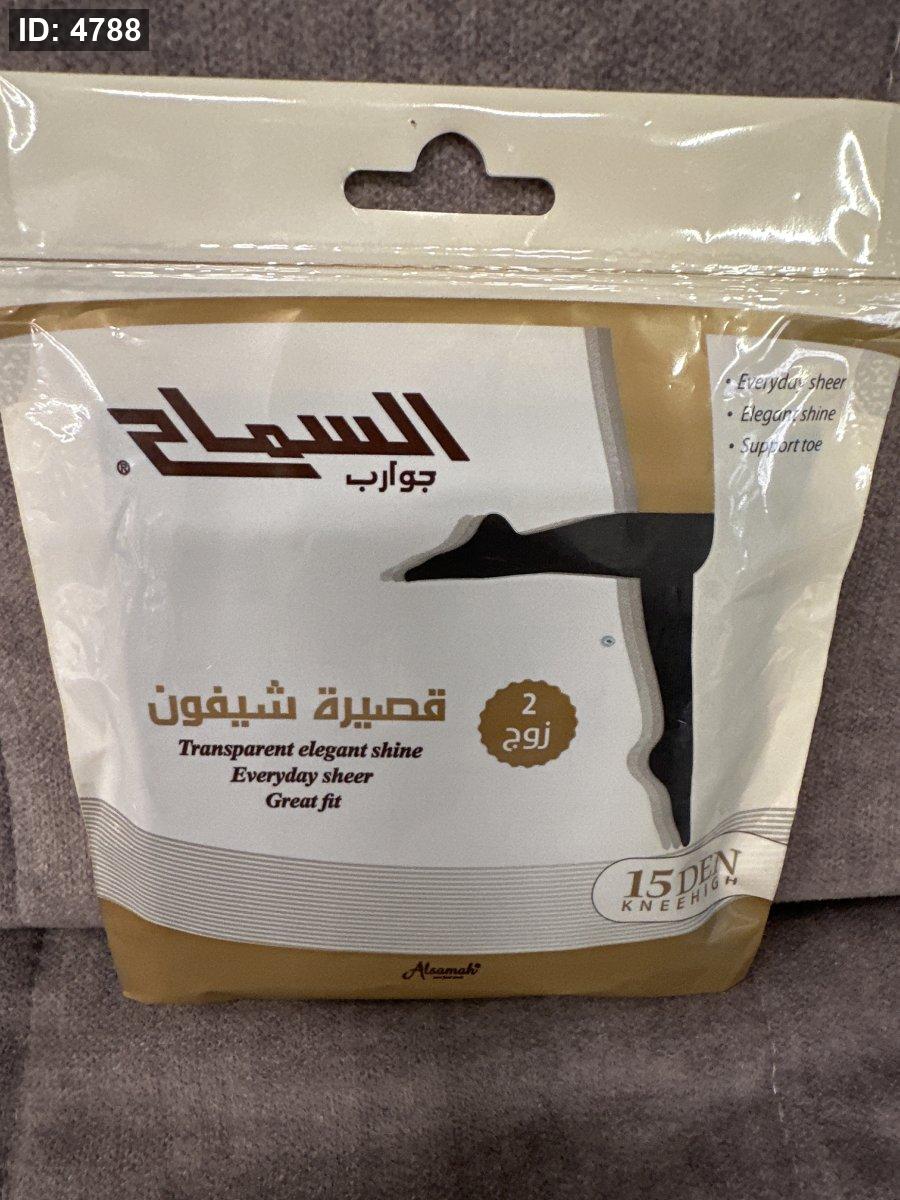 ID: 4788
• Everyday sheer
• Elegant shine
• Support toe
السماح
®
جوارب
قصيرة شيفون
2
زوج
Transparent elegant shine
Everyday sheer
Great fit
15 DEN
KNEEHIGH
Alsamah